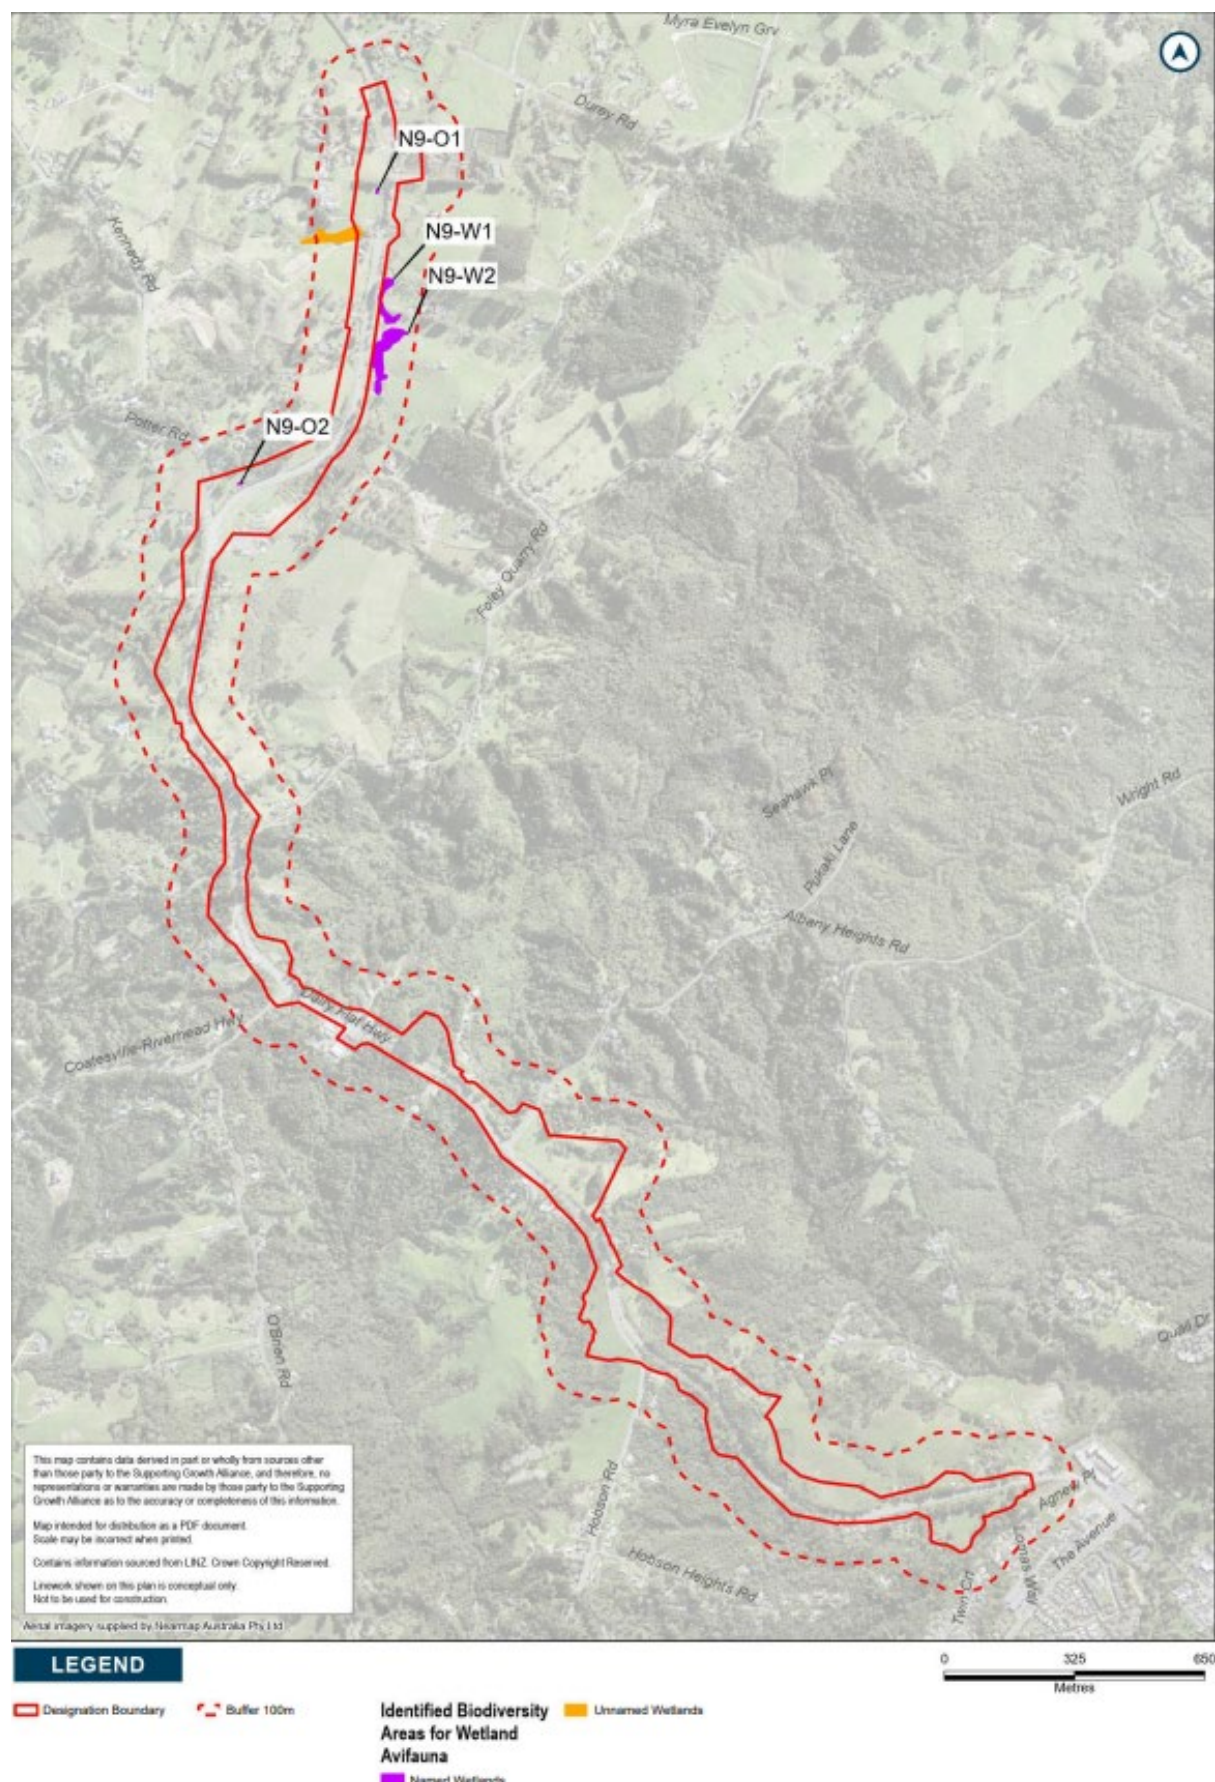 Myra Evelyn Grv
Durey Rd
N9-O1
Kennedy Rd
N9-W1
N9-W2
Potter Rd
N9-O2
Foley Quarry Rd
Seahawk Pl
Wright Rd
Pukaki Lane
Albany Heights Rd
Dairy Flat Hwy
Coatesville-Riverhead Hwy
O'Brien Rd
Quail Dr
Hobson Rd
Agnew Pl
The Avenue
Hobson Heights Rd
Twin Crt
Lomas Way
This map contains data derived in part or wholly from sources other
than those party to the Supporting Growth Alliance, and therefore, no
representations or warranties are made by those party to the Supporting
Growth Alliance as to the accuracy or completeness of this information.
Map intended for distribution as a PDF document.
Scale may be incorrect when printed.
Contains information sourced from LINZ. Crown Copyright Reserved.
Linework shown on this plan is conceptual only.
Not to be used for construction.
Aerial imagery supplied by Nearmap Australia Pty Ltd
LEGEND
0 325 650
Metres
Designation Boundary
Buffer 100m
Identified Biodiversity
Areas for Wetland
Avifauna
Named Wetlands
Unnamed Wetlands